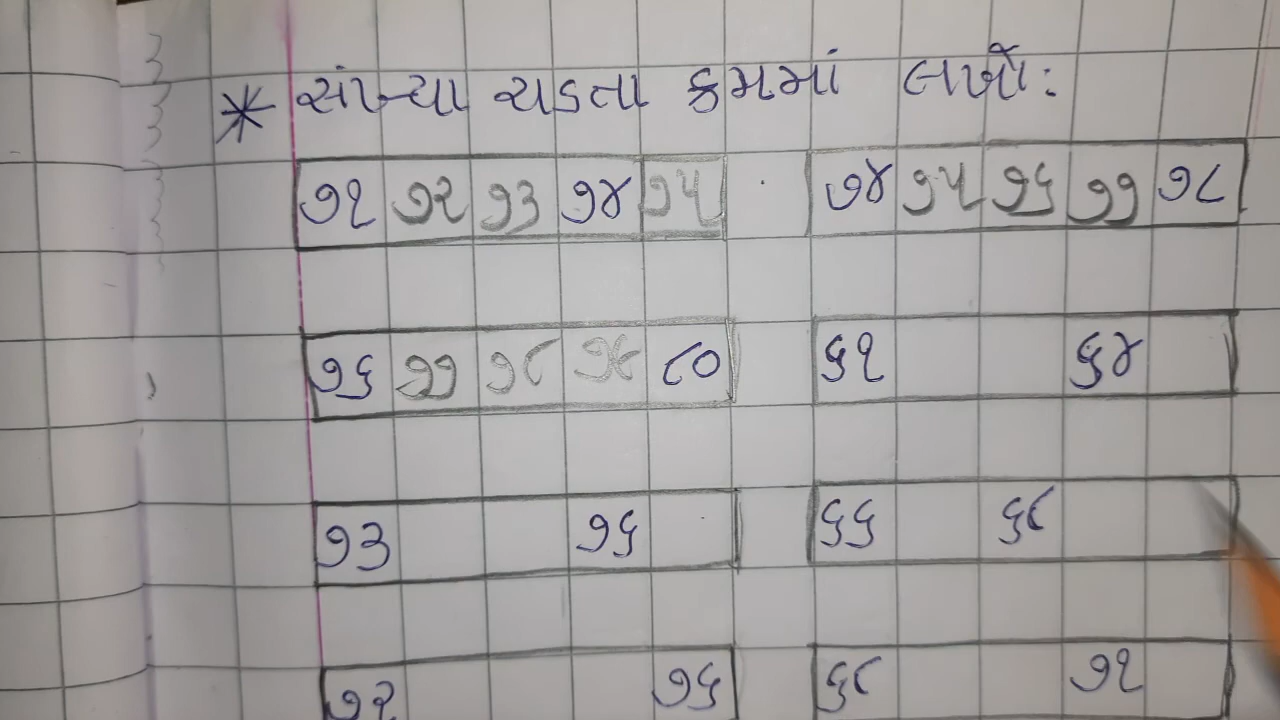 * સંખ્યા ચડતા ક્રમમાં લખો:
૭૧ ૭૨ ૭૩ ૭૪ ૭૫ ૭૪ ૭૫ ૭૬ ૭૭ ૭૮
૭૬ ૭૭ ૭૮ ૭૯ ૮૦ ૬૧ ૬૪
૭૩ ૭૬ ૬૬ ૬૮
૭૨ ૭૬ ૬૮ ૭૧